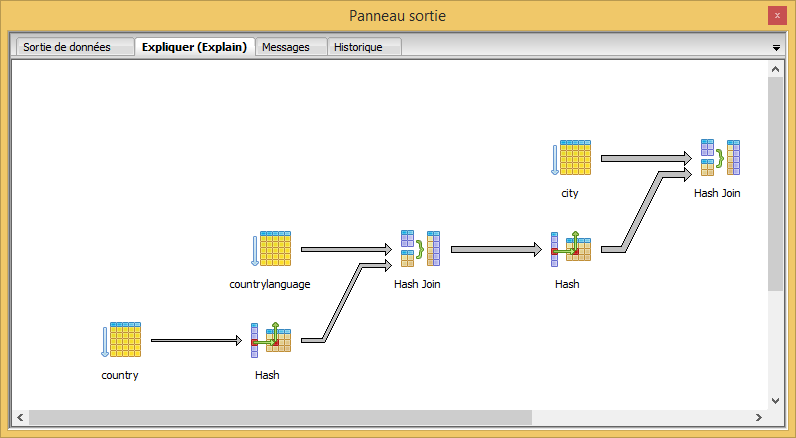 Panneau sortie
Sortie de données
Expliquer (Explain)
Messages
Historique
city
Hash Join
countrylanguage
Hash Join
Hash
country
Hash